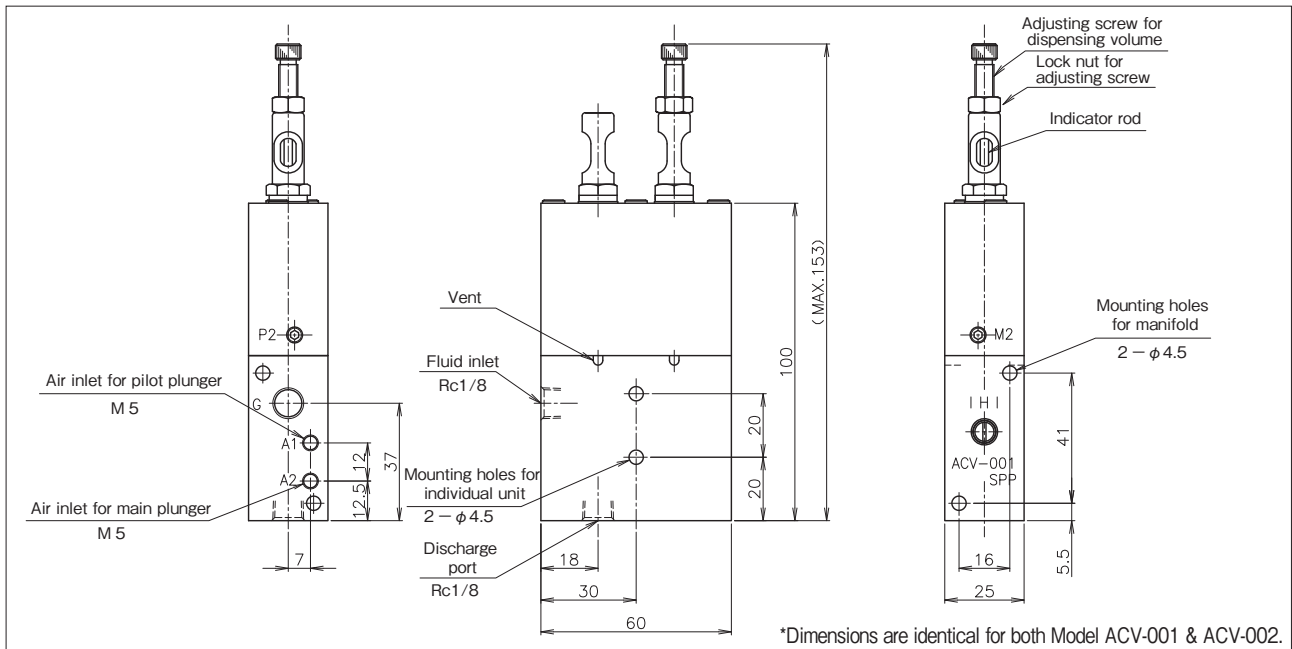 Adjusting screw for
dispensing volume
Lock nut for
adjusting screw
Indicator rod
P2
G
A1
A2
Air inlet for pilot plunger
M 5
Air inlet for main plunger
M 5
12
12.5
37
7
Vent
Fluid inlet
Rc1/8
Mounting holes for
individual unit
2－φ4.5
Discharge
port
Rc1/8
18
30
60
20
20
100
(MAX.153)
M2
Mounting holes
for manifold
2－φ4.5
IHI
ACV-001
SPP
41
5.5
16
25
*Dimensions are identical for both Model ACV-001 & ACV-002.